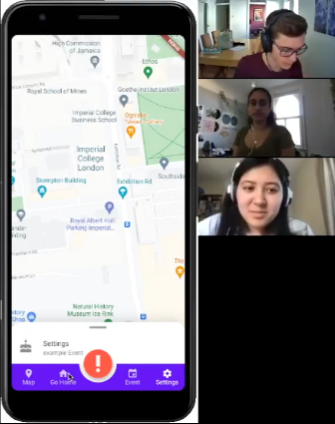 High Commission
of Jamaica
Ethos
Royal School of Mines
Goethe-Institut London
Imperial College
Business School
Imperial
College
London
Southside
Skempton Building
Exhibition Rd
Royal Albert Hall
Parking Imperial...
Natural History
Museum Ice Rink
Settings
example Event
!
Map
Go Home
Event
Settings